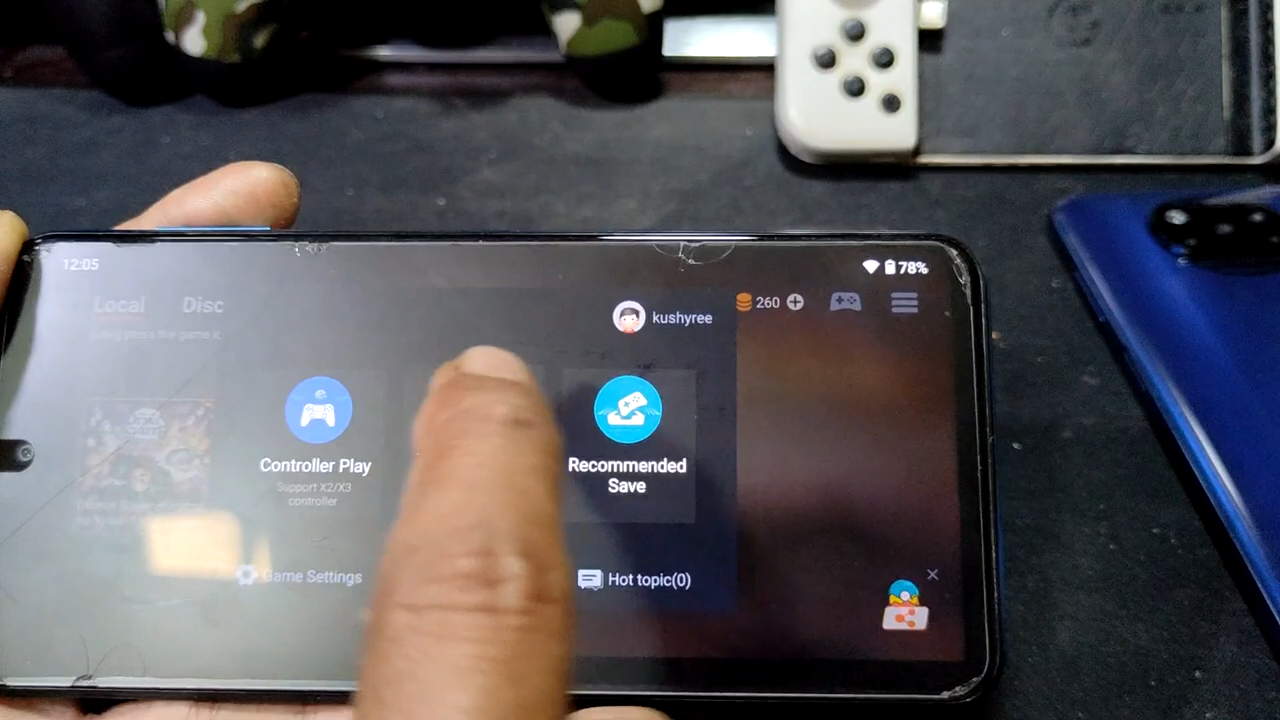 12:05
78%
Local
Disc
260
kushyree
Controller Play
Support X2/X3
controller
Recommended
Save
Game Settings
Hot topic(0)